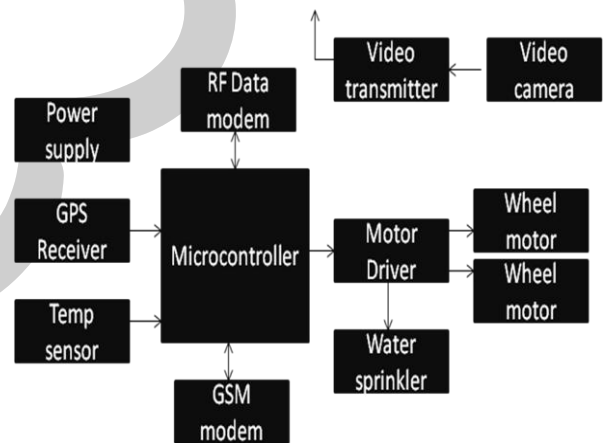 Video
transmitter
Video
camera
RF Data
modem
Power
supply
GPS
Receiver
Microcontroller
Motor
Driver
Wheel
motor
Wheel
motor
Temp
sensor
Water
sprinkler
GSM
modem